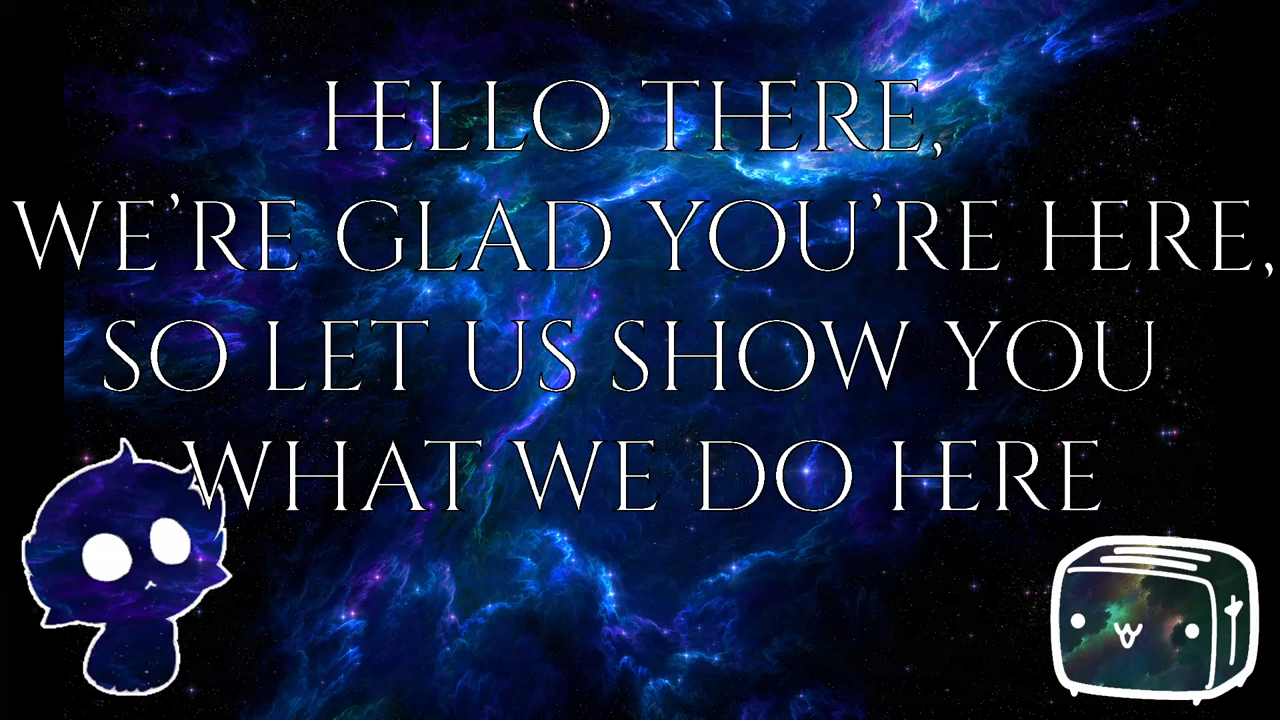 HELLO THERE,
WE'RE GLAD YOU'RE HERE,
SO LET US SHOW YOU
WHAT WE DO HERE